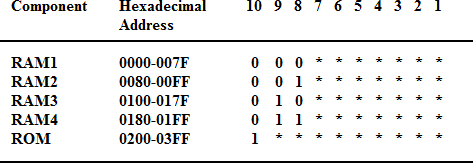 Component Hexadecimal Address 10 9 8 7 6 5 4 3 2 1
RAM1 0000-007F 0 0 0 * * * * * * *
RAM2 0080-00FF 0 0 1 * * * * * * *
RAM3 0100-017F 0 1 0 * * * * * * *
RAM4 0180-01FF 0 1 1 * * * * * * *
ROM 0200-03FF 1 * * * * * * * * *